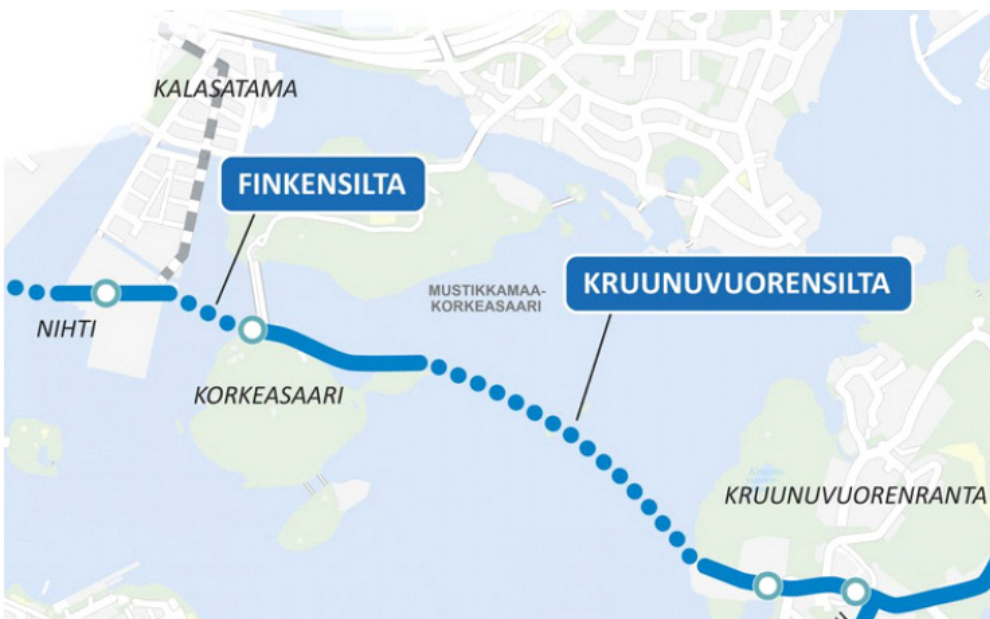 KALASATAMA
FINKENSILTA
MUSTIKKAMAA-
KORKEASAARI
KRUUNUVUORENSILTA
NIHTI
KORKEASAARI
KRUUNUVUORENRANTA